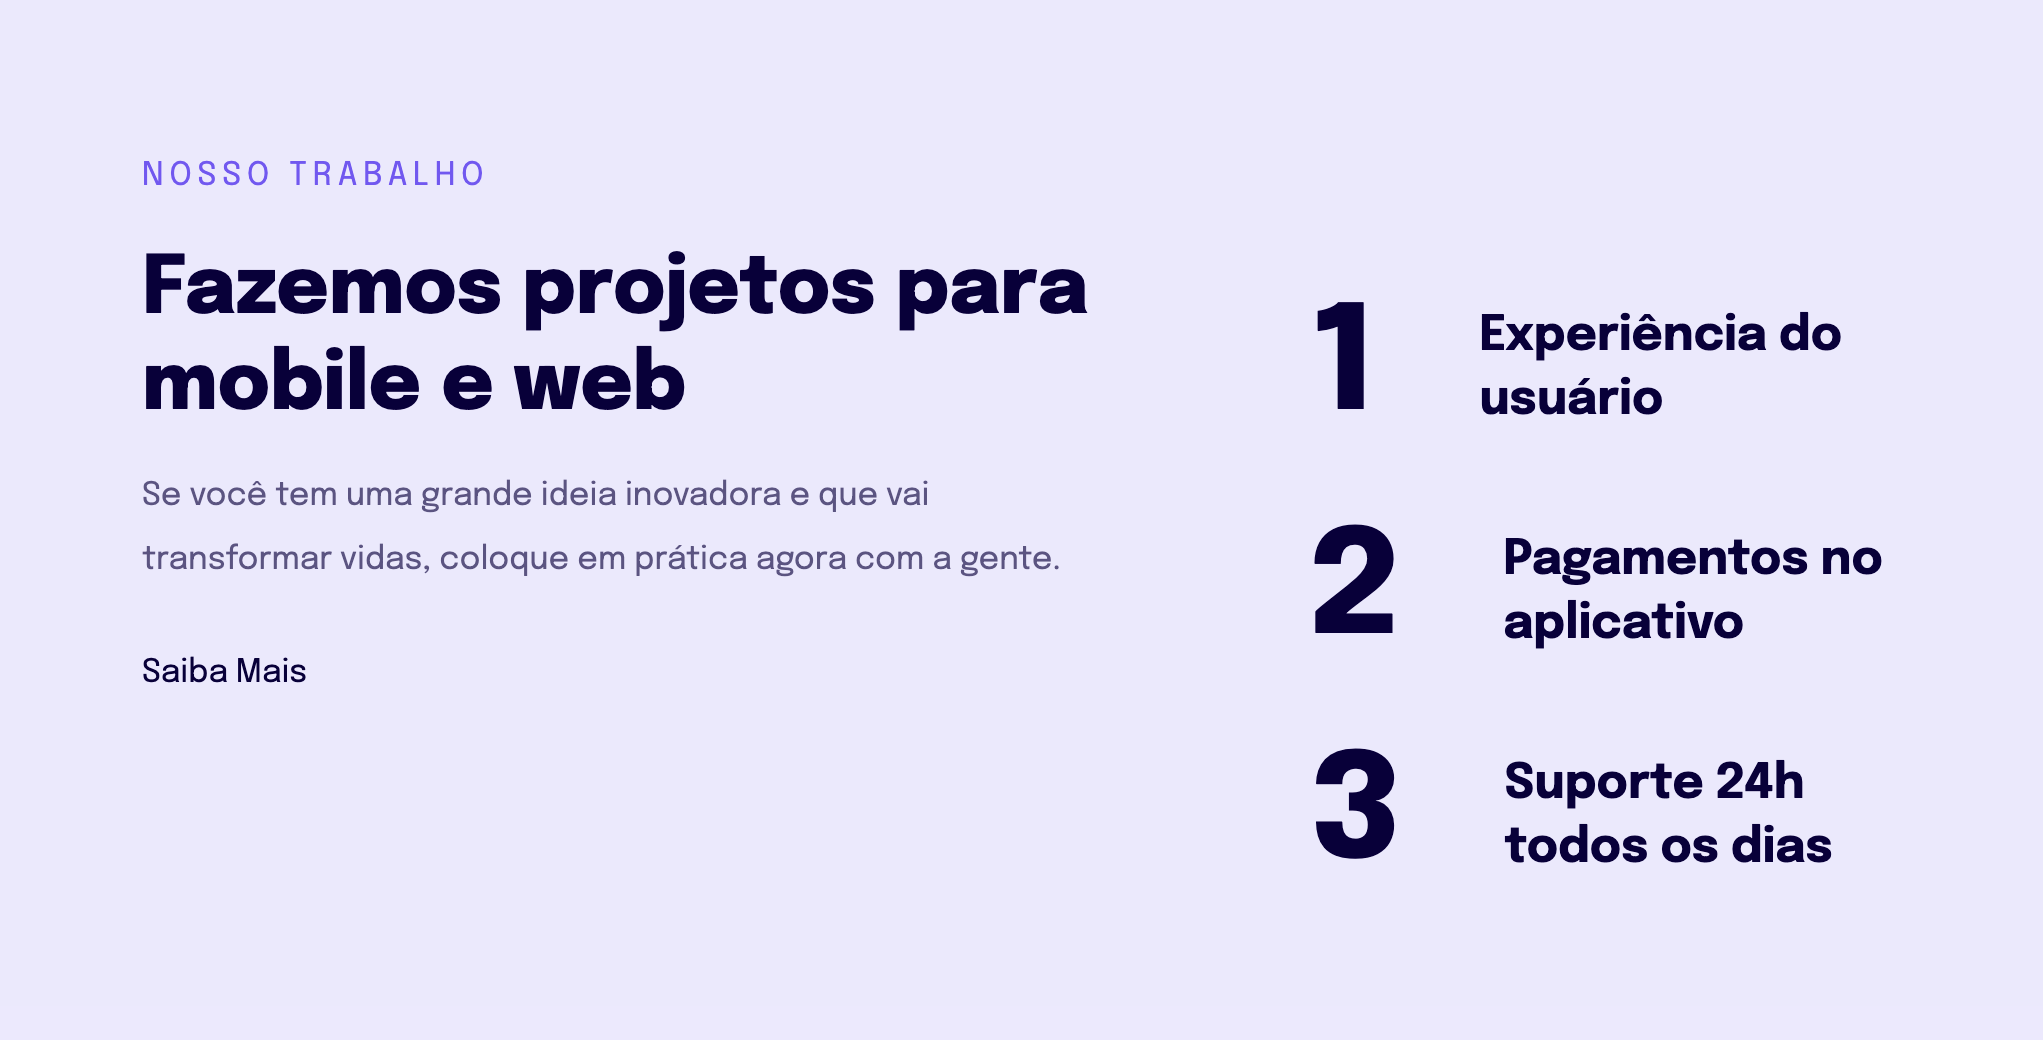 NOSSO TRABALHO
Fazemos projetos para
mobile e web
Se você tem uma grande ideia inovadora e que vai
transformar vidas, coloque em prática agora com a gente.
Saiba Mais
1
Experiência do
usuário
2
Pagamentos no
aplicativo
3
Suporte 24h
todos os dias